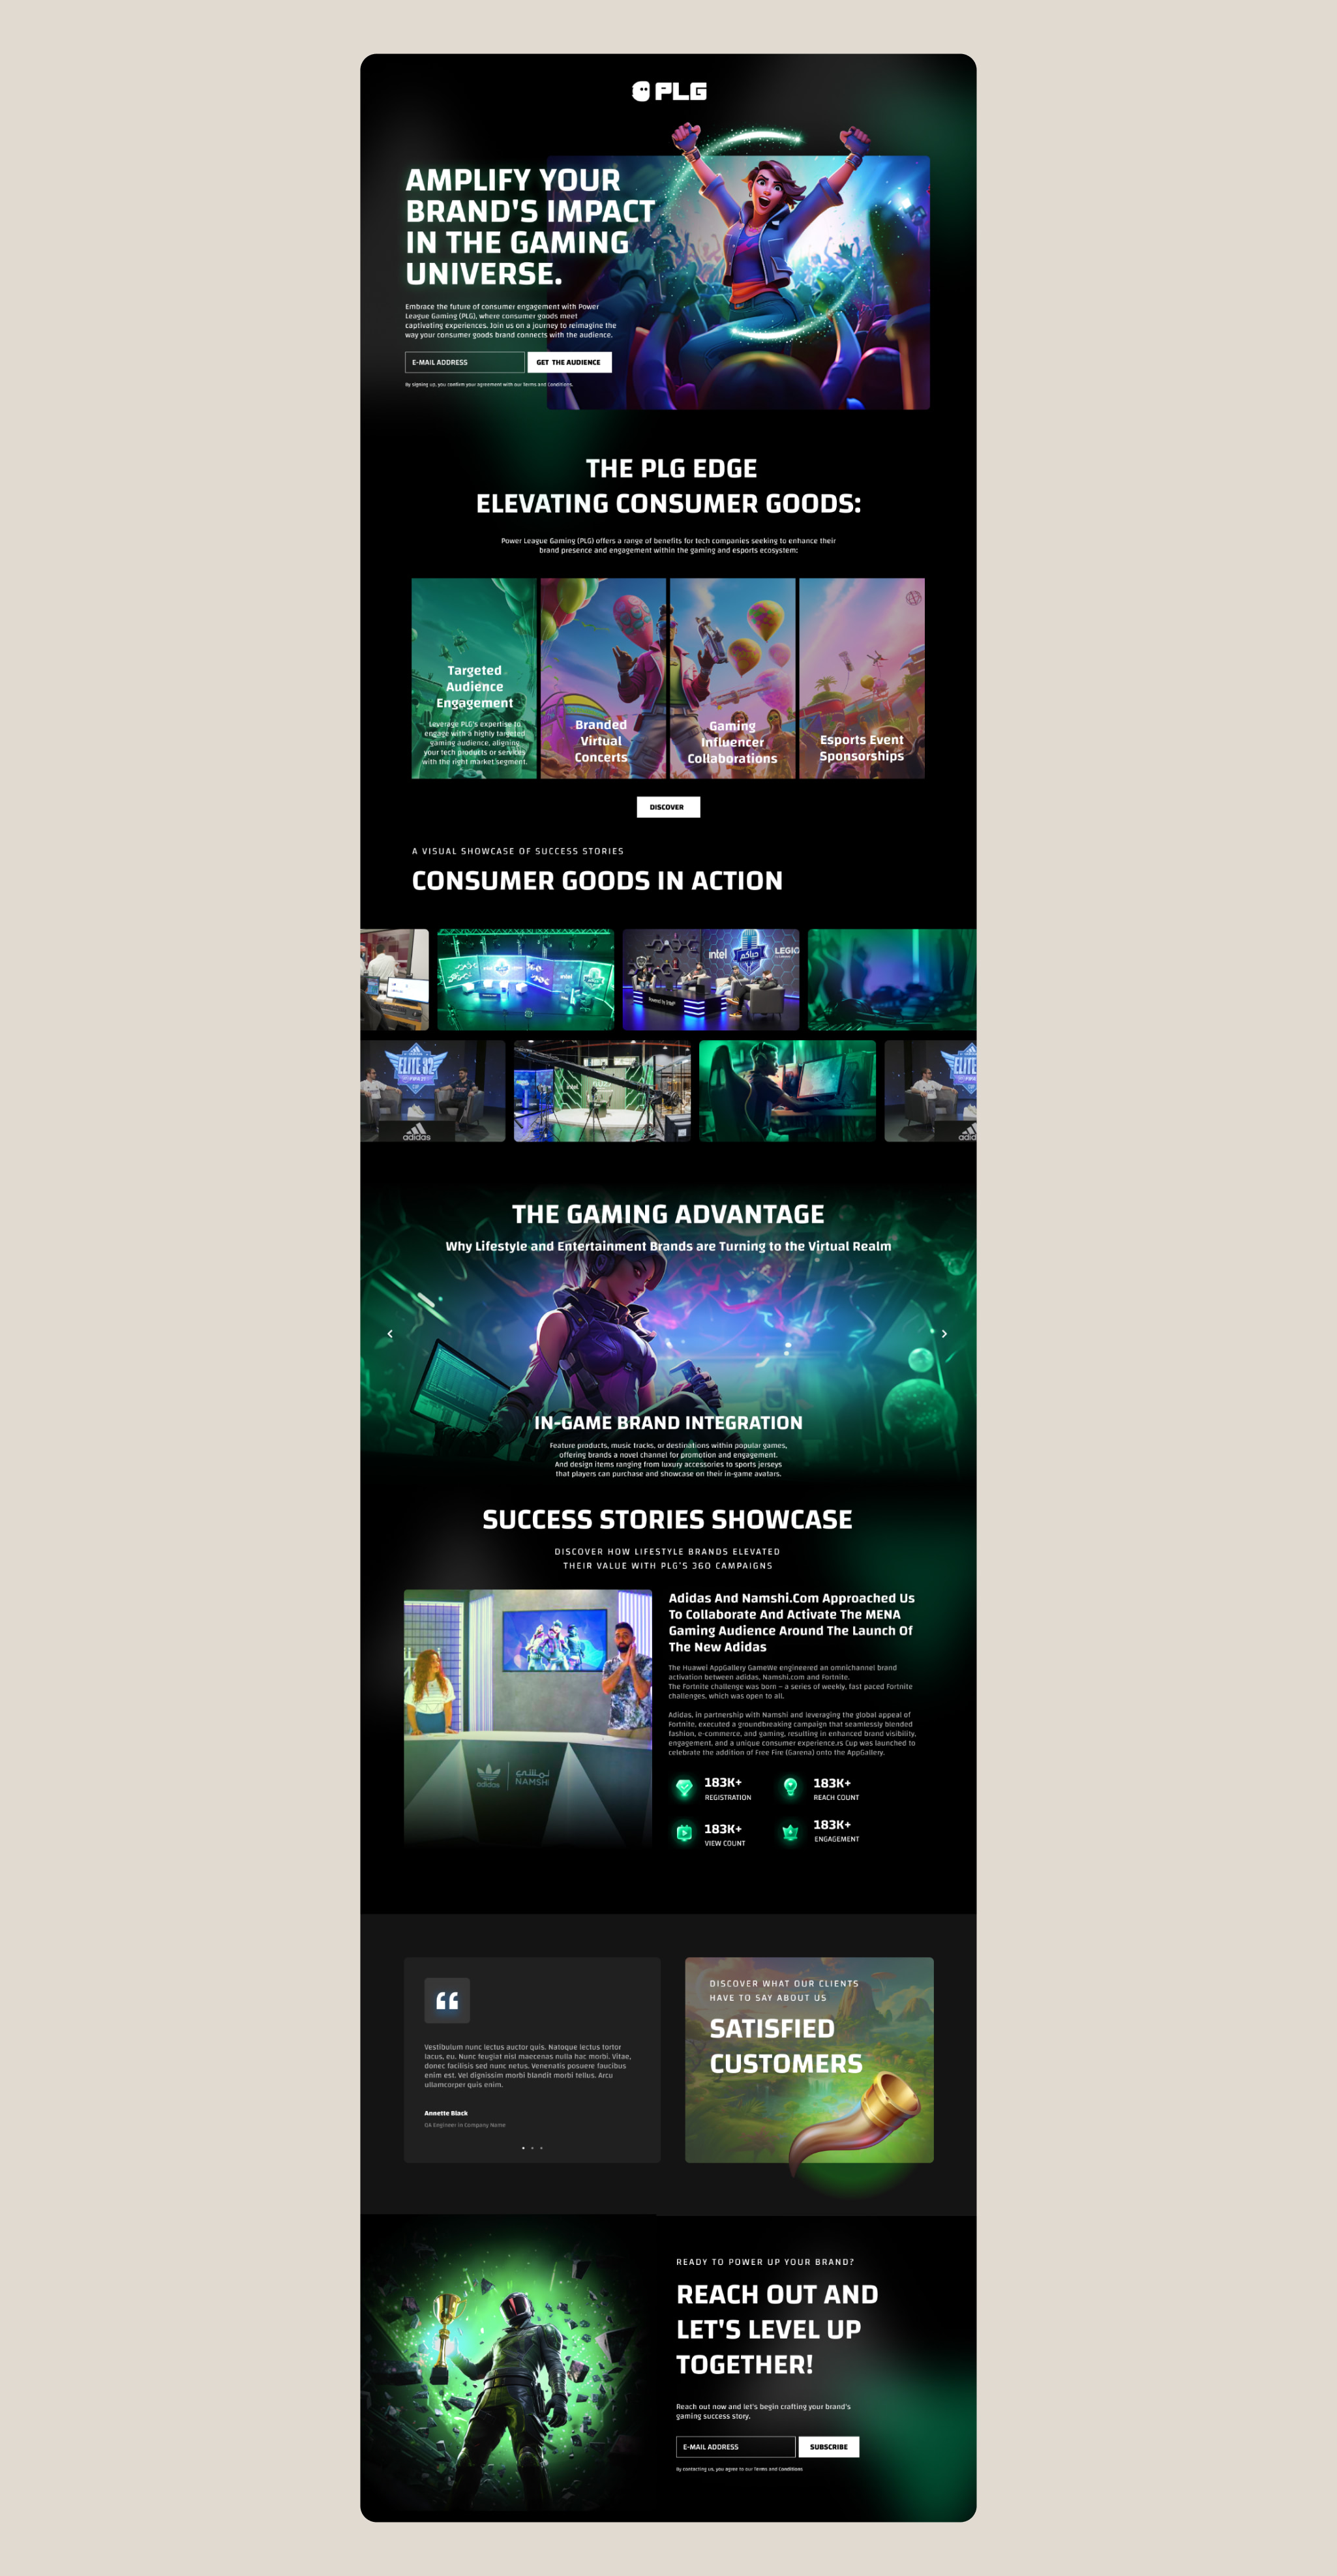 PLG
AMPLIFY YOUR
BRAND'S IMPACT
IN THE GAMING
UNIVERSE.
Embrace the future of consumer engagement with Power
League Gaming (PLG), where consumer goods meet
captivating experiences. Join us on a journey to reimagine the
way your consumer goods brand connects with the audience.
E-MAIL ADDRESS
GET THE AUDIENCE
By signing up, you confirm your agreement with our Terms and Conditions.
THE PLG EDGE
ELEVATING CONSUMER GOODS:
Power League Gaming (PLG) offers a range of benefits for tech companies seeking to enhance their
brand presence and engagement within the gaming and esports ecosystem:
Targeted
Audience
Engagement
Leverage PLG's expertise to
engage with a highly targeted
gaming audience, aligning
your tech products or services
with the right market segment.
Branded
Virtual
Concerts
Gaming
Influencer
Collaborations
Esports Event
Sponsorships
DISCOVER
A VISUAL SHOWCASE OF SUCCESS STORIES
CONSUMER GOODS IN ACTION
intel
حياكم
LEGIO
ELITE 32
adidas
intel
ELITE
adid
THE GAMING ADVANTAGE
Why Lifestyle and Entertainment Brands are Turning to the Virtual Realm
IN-GAME BRAND INTEGRATION
Feature products, music tracks, or destinations within popular games,
offering brands a novel channel for promotion and engagement.
And design items ranging from luxury accessories to sports jerseys
that players can purchase and showcase on their in-game avatars.
SUCCESS STORIES SHOWCASE
DISCOVER HOW LIFESTYLE BRANDS ELEVATED
THEIR VALUE WITH PLG'S 360 CAMPAIGNS
adidas
نمشي
NAMSHI
Adidas And Namshi.Com Approached Us
To Collaborate And Activate The MENA
Gaming Audience Around The Launch Of
The New Adidas
The Huawei AppGallery GameWe engineered an omnichannel brand
activation between adidas, Namshi.com and Fortnite.
The Fortnite challenge was born – a series of weekly, fast paced Fortnite
challenges, which was open to all.
Adidas, in partnership with Namshi and leveraging the global appeal of
Fortnite, executed a groundbreaking campaign that seamlessly blended
fashion, e-commerce, and gaming, resulting in enhanced brand visibility,
engagement, and a unique consumer experience.rs Cup was launched to
celebrate the addition of Free Fire (Garena) onto the AppGallery.
183K+
REGISTRATION
183K+
REACH COUNT
183K+
VIEW COUNT
183K+
ENGAGEMENT
Vestibulum nunc lectus auctor quis. Natoque lectus tortor
lacus, eu. Nunc feugiat nisl maecenas nulla hac morbi. Vitae,
donec facilisis sed nunc netus. Venenatis posuere faucibus
enim est. Vel dignissim morbi blandit morbi tellus. Arcu
ullamcorper quis enim.
Annette Black
QA Engineer in Company Name
DISCOVER WHAT OUR CLIENTS
HAVE TO SAY ABOUT US
SATISFIED
CUSTOMERS
READY TO POWER UP YOUR BRAND?
REACH OUT AND
LET'S LEVEL UP
TOGETHER!
Reach out now and let's begin crafting your brand's
gaming success story.
E-MAIL ADDRESS
SUBSCRIBE
By contacting us, you agree to our Terms and Conditions